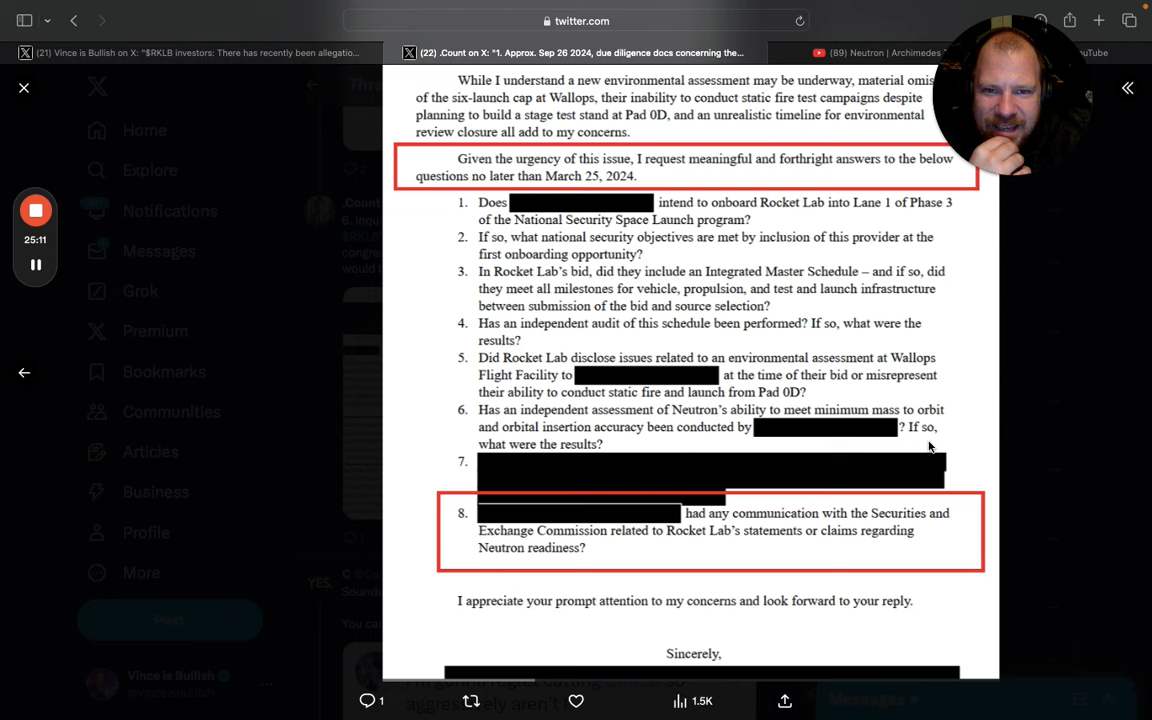 twitter.com
(21) Vince is Bullish on X: "$RKLB investors: There has recently been allegatio...
(22) .Count on X: "1. Approx. Sep 26 2024, due diligence docs concerning the...
(89) Neutron | Archimedes
uTube
Home
Explore
Notifications
Messages
Grok
Premium
Bookmarks
Communities
Articles
Business
Profile
More
Post
Vince is Bullish
@vinceisbullish
25:11
Thr
.Count
6. Inqu
$RKL
congre
would l
YES.
Sound
You ca
While I understand a new environmental assessment may be underway, material omis
of the six-launch cap at Wallops, their inability to conduct static fire test campaigns despite
planning to build a stage test stand at Pad 0D, and an unrealistic timeline for environmental
review closure all add to my concerns.
Given the urgency of this issue, I request meaningful and forthright answers to the below
questions no later than March 25, 2024.
1. Does intend to onboard Rocket Lab into Lane 1 of Phase 3
of the National Security Space Launch program?
2. If so, what national security objectives are met by inclusion of this provider at the
first onboarding opportunity?
3. In Rocket Lab's bid, did they include an Integrated Master Schedule – and if so, did
they meet all milestones for vehicle, propulsion, and test and launch infrastructure
between submission of the bid and source selection?
4. Has an independent audit of this schedule been performed? If so, what were the
results?
5. Did Rocket Lab disclose issues related to an environmental assessment at Wallops
Flight Facility to at the time of their bid or misrepresent
their ability to conduct static fire and launch from Pad 0D?
6. Has an independent assessment of Neutron's ability to meet minimum mass to orbit
and orbital insertion accuracy been conducted by ? If so,
what were the results?
7.
8. had any communication with the Securities and
Exchange Commission related to Rocket Lab's statements or claims regarding
Neutron readiness?
I appreciate your prompt attention to my concerns and look forward to your reply.
Sincerely,
1
1.5K
Messages
aggressively aren't